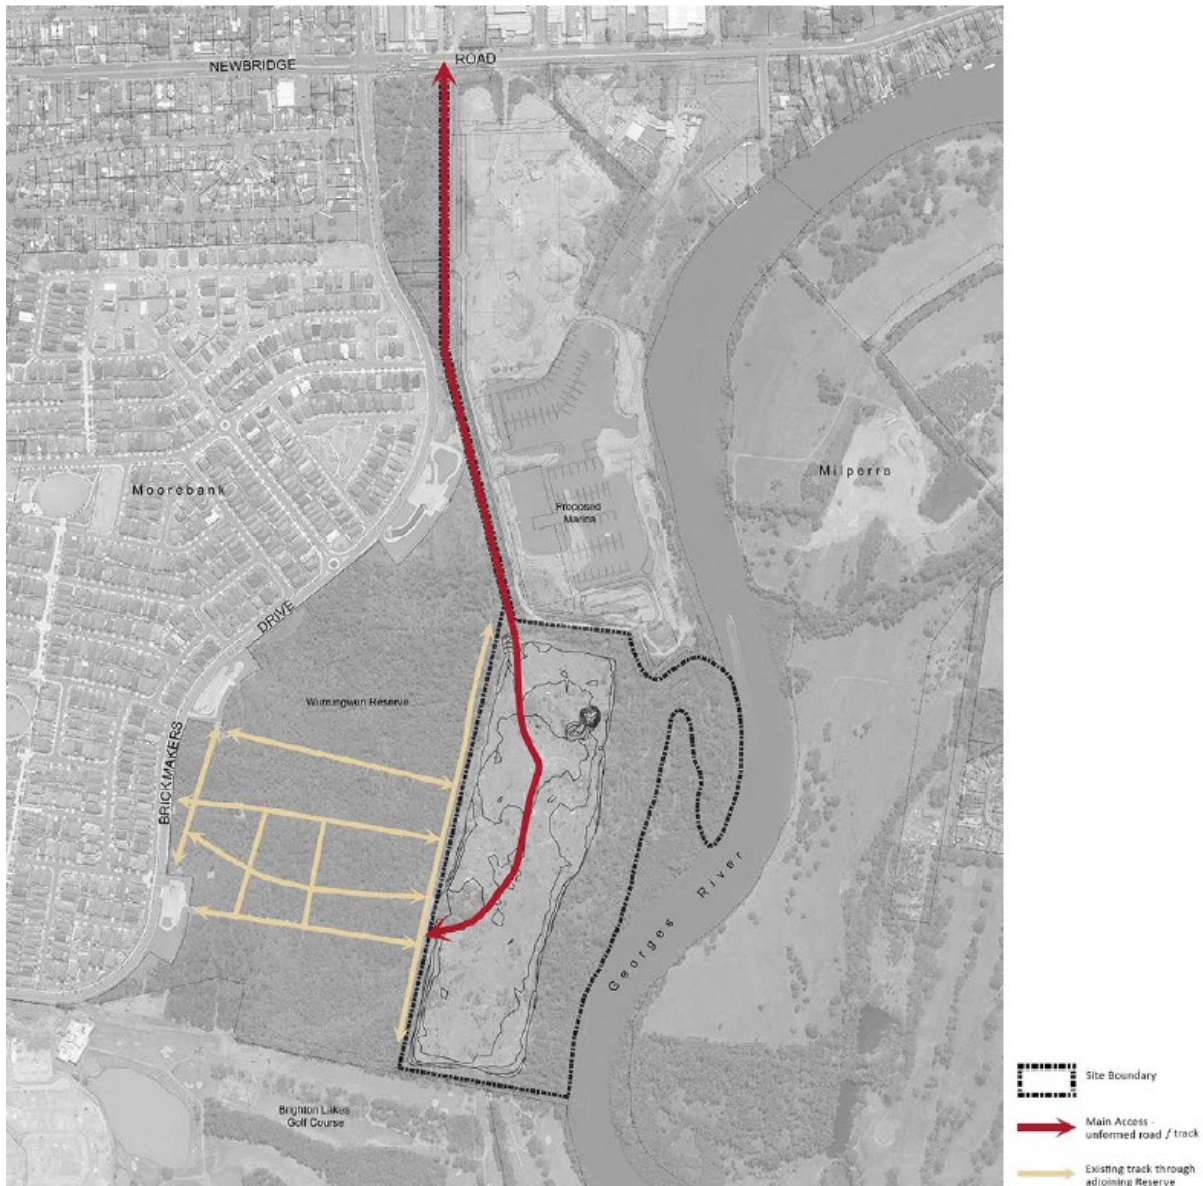 NEWBRIDGE ROAD
Moorebank
Milperra
Proposed
Marina
DRIVE
Wurrungwuri Reserve
BRICKMAKERS
Georges River
Brighton Lakes
Golf Course
Site Boundary
Main Access -
unformed road / track
Existing track through
adjoining Reserve